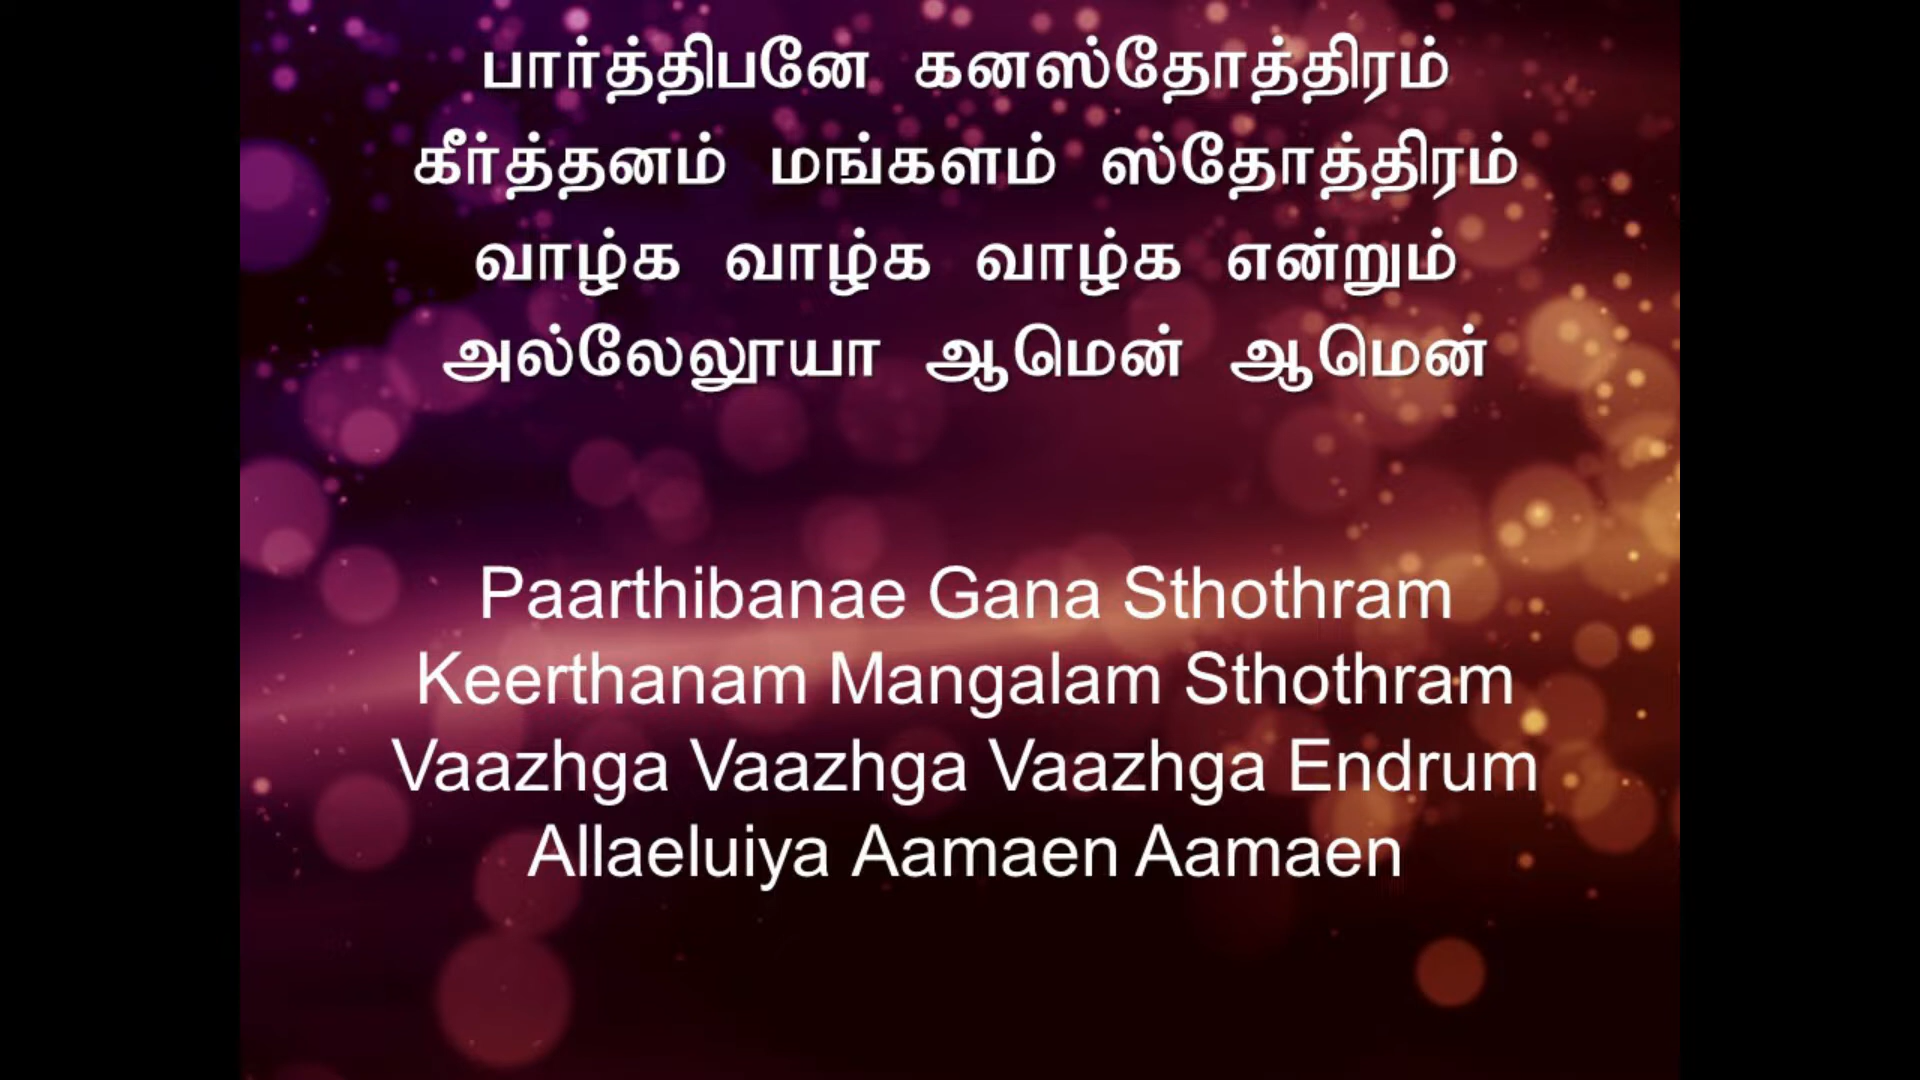 பார்த்திபனே கனஸ்தோத்திரம்
கீர்த்தனம் மங்களம் ஸ்தோத்திரம்
வாழ்க வாழ்க வாழ்க என்றும்
அல்லேலூயா ஆமென் ஆமென்
Paarthibanae Gana Sthothram
Keerthanam Mangalam Sthothram
Vaazhga Vaazhga Vaazhga Endrum
Allaeluiya Aamaen Aamaen